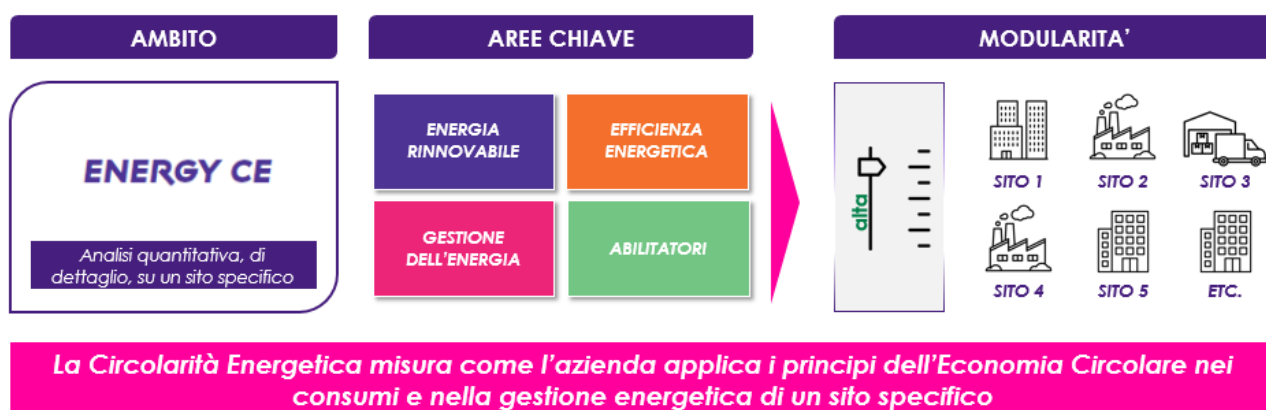 AMBITO
AREE CHIAVE
MODULARITA’
ENERGY CE
Analisi quantitativa, di
dettaglio, su un sito specifico
ENERGIA
RINNOVABILE
EFFICIENZA
ENERGETICA
GESTIONE
DELL’ENERGIA
ABILITATORI
alta
SITO 1
SITO 2
SITO 3
SITO 4
SITO 5
ETC.
La Circolarità Energetica misura come l’azienda applica i principi dell’Economia Circolare nei
consumi e nella gestione energetica di un sito specifico